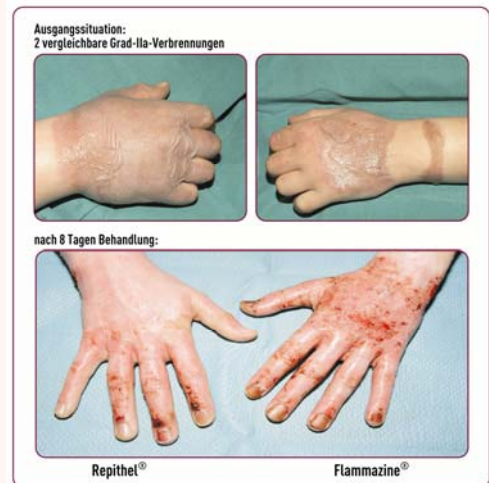 Ausgangssituation:
2 vergleichbare Grad-IIa-Verbrennungen
nach 8 Tagen Behandlung:
Repithel®
Flammazine®